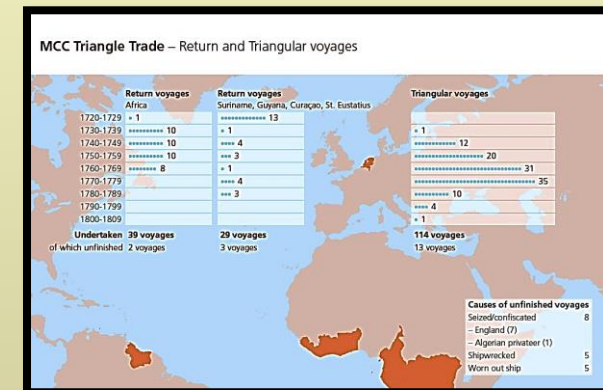 MCC Triangle Trade – Return and Triangular voyages
Return voyages Return voyages Triangular voyages
Africa Suriname, Guyana, Curaçao, St. Eustatius
1720-1729 1 13
1730-1739 10 1 1
1740-1749 10 4 12
1750-1759 10 3 20
1760-1769 8 1 31
1770-1779 4 35
1780-1789 3 10
1790-1799 4
1800-1809 1
Undertaken 39 voyages 29 voyages 114 voyages
of which unfinished 2 voyages 3 voyages 13 voyages
Causes of unfinished voyages
Seized/confiscated 8
– England (7)
– Algerian privateer (1)
Shipwrecked 5
Worn out ship 5